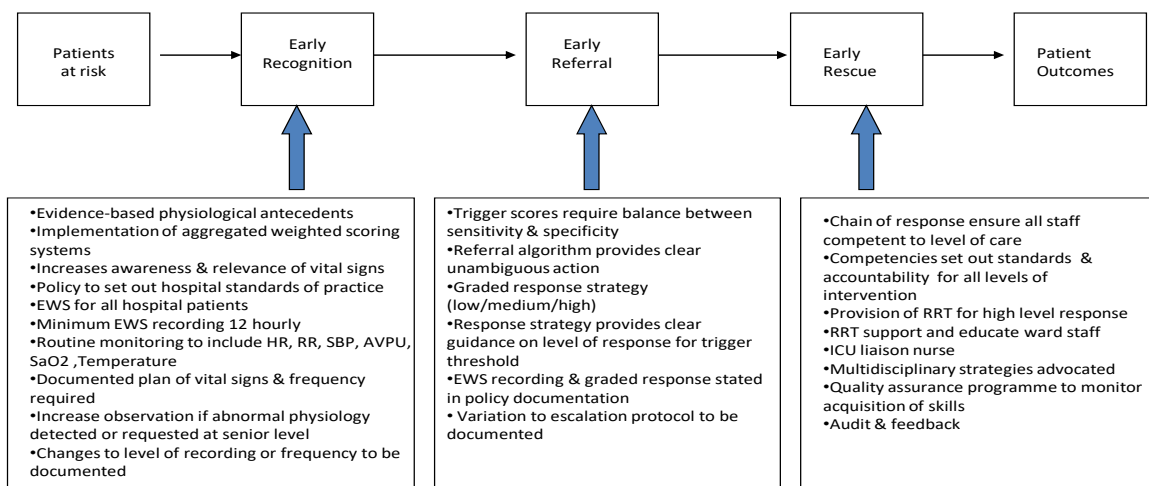 Patients
at risk
Early
Recognition
Early
Referral
Early
Rescue
Patient
Outcomes
•Evidence-based physiological antecedents
•Implementation of aggregated weighted scoring
systems
•Increases awareness & relevance of vital signs
•Policy to set out hospital standards of practice
•EWS for all hospital patients
•Minimum EWS recording 12 hourly
•Routine monitoring to include HR, RR, SBP, AVPU,
SaO2 ,Temperature
•Documented plan of vital signs & frequency
required
•Increase observation if abnormal physiology
detected or requested at senior level
•Changes to level of recording or frequency to be
documented
•Trigger scores require balance between
sensitivity & specificity
•Referral algorithm provides clear
unambiguous action
•Graded response strategy
(low/medium/high)
•Response strategy provides clear
guidance on level of response for trigger
threshold
•EWS recording & graded response stated
in policy documentation
• Variation to escalation protocol to be
documented
•Chain of response ensure all staff
competent to level of care
•Competencies set out standards &
accountability for all levels of
intervention
•Provision of RRT for high level response
•RRT support and educate ward staff
•ICU liaison nurse
•Multidisciplinary strategies advocated
•Quality assurance programme to monitor
acquisition of skills
•Audit & feedback